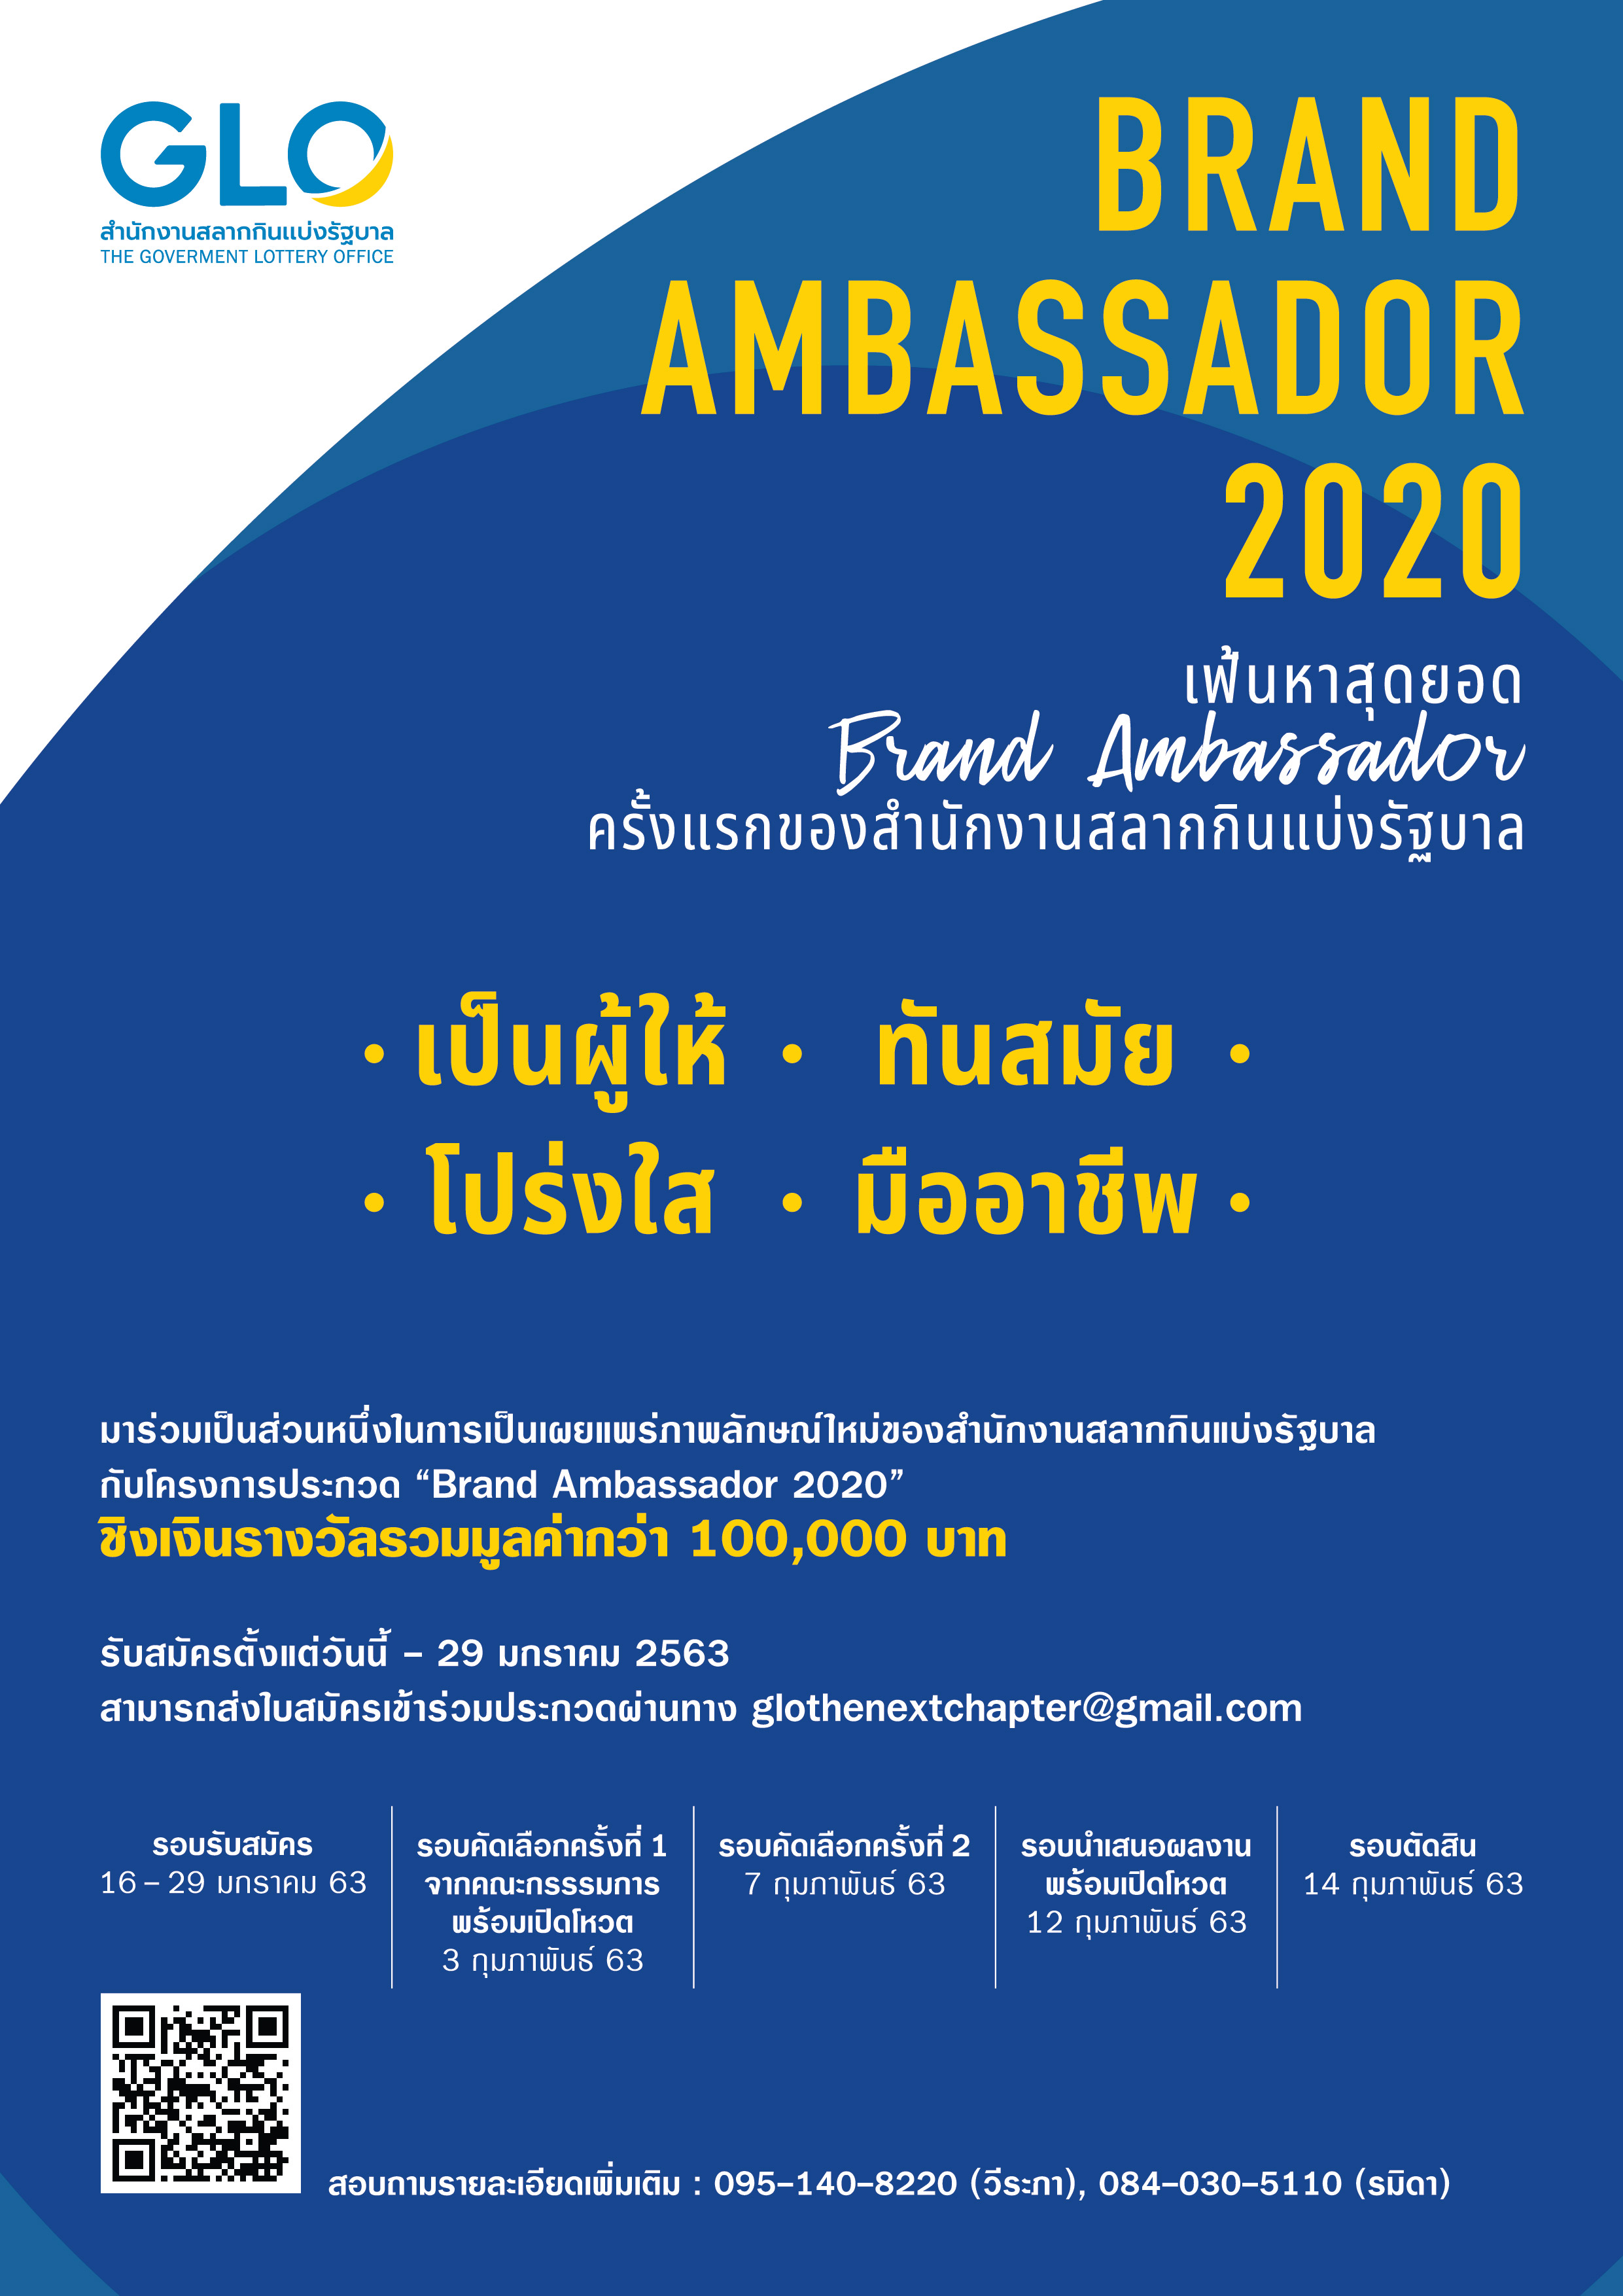 GLO
สำนักงานสลากกินแบ่งรัฐบาล
THE GOVERMENT LOTTERY OFFICE
BRAND
AMBASSADOR
2020
เฟ้นหาสุดยอด
Brand Ambassador
ครั้งแรกของสำนักงานสลากกินแบ่งรัฐบาล
• เป็นผู้ให้ • ทันสมัย •
• โปร่งใส • มืออาชีพ •
มาร่วมเป็นส่วนหนึ่งในการเป็นเผยแพร่ภาพลักษณ์ใหม่ของสำนักงานสลากกินแบ่งรัฐบาล
กับโครงการประกวด “Brand Ambassador 2020”
ชิงเงินรางวัลรวมมูลค่ากว่า 100,000 บาท
รับสมัครตั้งแต่วันนี้ – 29 มกราคม 2563
สามารถส่งใบสมัครเข้าร่วมประกวดผ่านทาง glothenextchapter@gmail.com
รอบรับสมัคร
16 – 29 มกราคม 63
รอบคัดเลือกครั้งที่ 1
จากคณะกรรรมการ
พร้อมเปิดโหวต
3 กุมภาพันธ์ 63
รอบคัดเลือกครั้งที่ 2
7 กุมภาพันธ์ 63
รอบนำเสนอผลงาน
พร้อมเปิดโหวต
12 กุมภาพันธ์ 63
รอบตัดสิน
14 กุมภาพันธ์ 63
สอบถามรายละเอียดเพิ่มเติม : 095-140-8220 (วีระภา), 084-030-5110 (รมิดา)